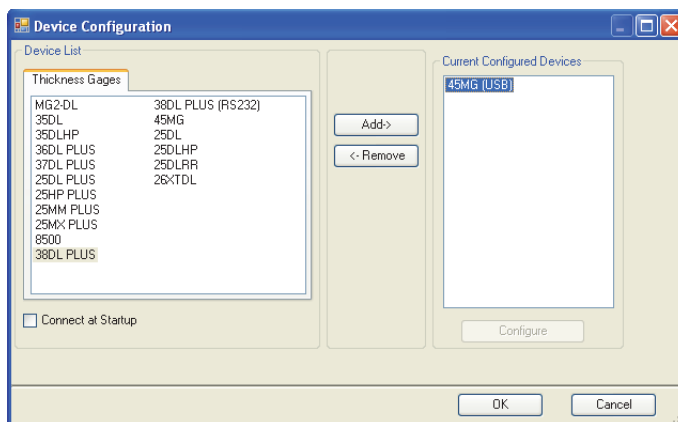 Device Configuration
Device List
Thickness Gages
MG2-DL
35DL
35DLHP
36DL PLUS
37DL PLUS
25DL PLUS
25HP PLUS
25MM PLUS
25MX PLUS
8500
38DL PLUS
38DL PLUS (RS232)
45MG
25DL
25DLHP
25DLRR
26XTDL
Connect at Startup
Add->
<- Remove
Current Configured Devices
45MG (USB)
Configure
OK
Cancel